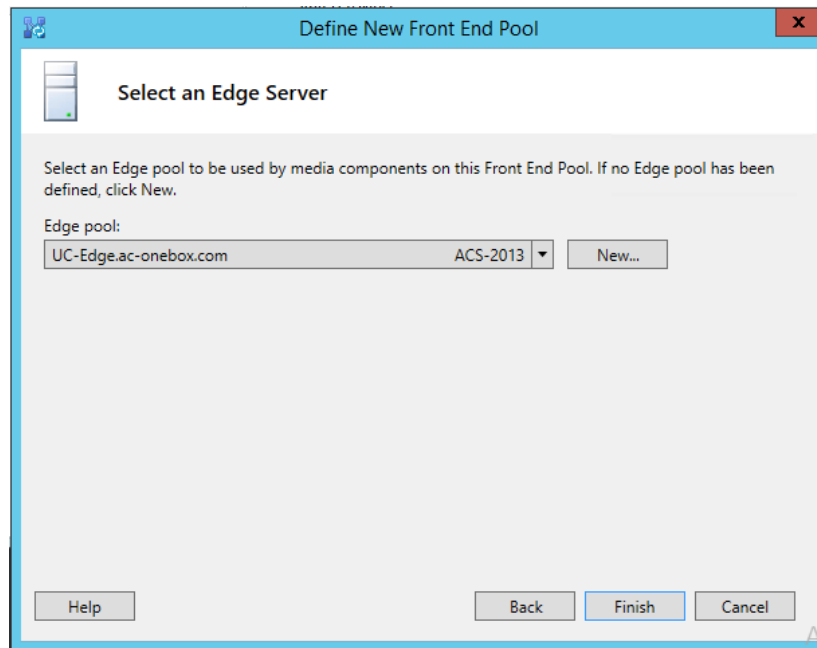 Define New Front End Pool
x
Select an Edge Server
Select an Edge pool to be used by media components on this Front End Pool. If no Edge pool has been
defined, click New.
Edge pool:
UC-Edge.ac-onebox.com ACS-2013 New...
Help Back Finish Cancel